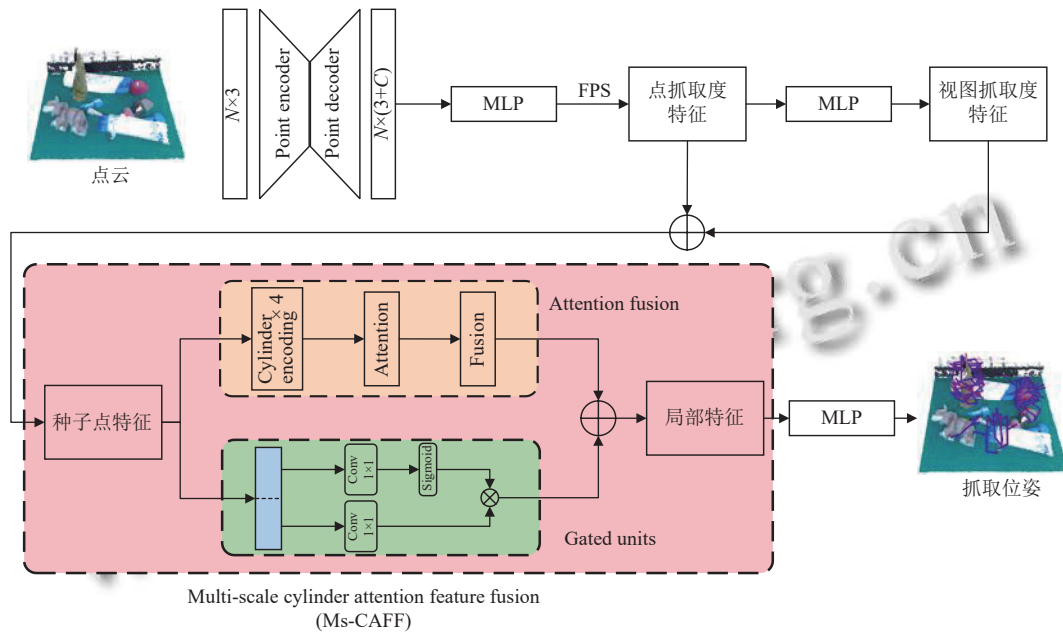 点云
N×3
Point encoder
Point decoder
N×(3+C)
MLP
FPS
点抓取度
特征
MLP
视图抓取度
特征
Attention fusion
Cylinder
encoding
×4
Attention
Fusion
种子点特征
Conv
1×1
Sigmoid
Conv
1×1
Gated units
局部特征
MLP
抓取位姿
Multi-scale cylinder attention feature fusion
(Ms-CAFF)
rg.cn